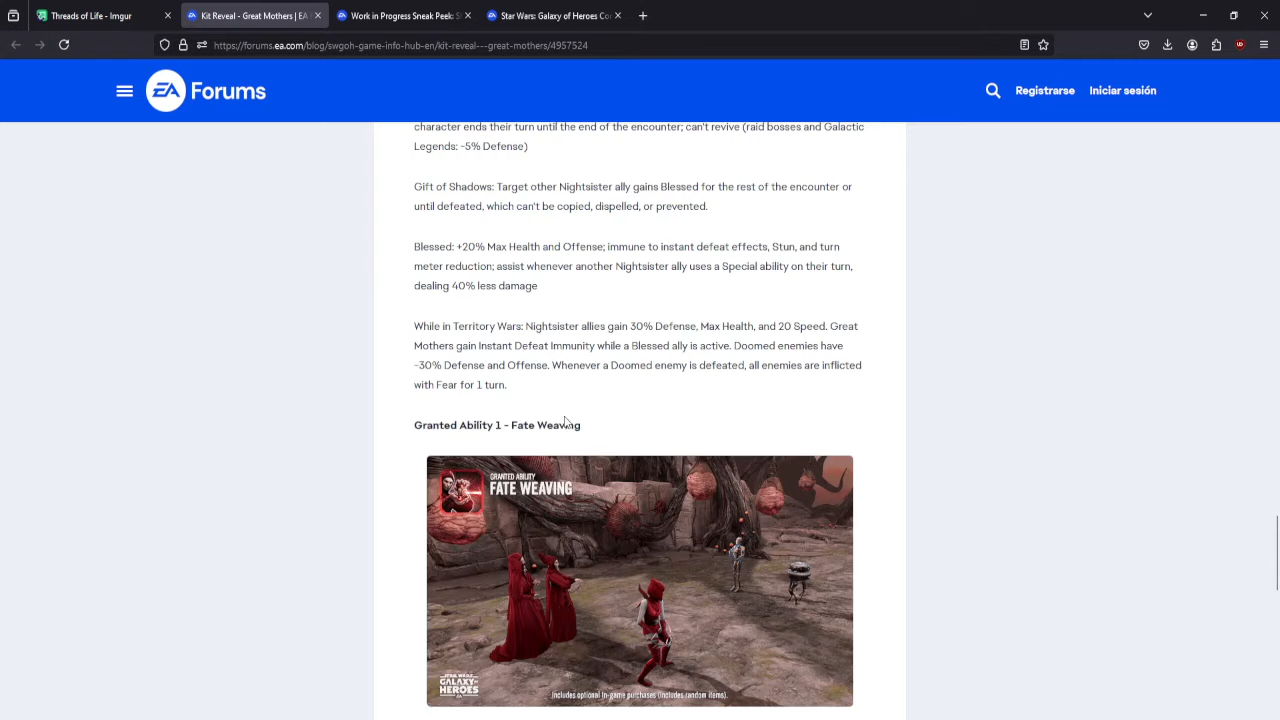 Threads of Life - Imgur
Kit Reveal - Great Mothers | EA F
Work in Progress Sneak Peek: S
Star Wars: Galaxy of Heroes Co
https://forums.ea.com/blog/swgoh-game-info-hub-en/kit-reveal---great-mothers/4957524
EA Forums
Registrarse
Iniciar sesión
character ends their turn until the end of the encounter; can't revive (raid bosses and Galactic
Legends: -5% Defense)
Gift of Shadows: Target other Nightsister ally gains Blessed for the rest of the encounter or
until defeated, which can't be copied, dispelled, or prevented.
Blessed: +20% Max Health and Offense; immune to instant defeat effects, Stun, and turn
meter reduction; assist whenever another Nightsister ally uses a Special ability on their turn,
dealing 40% less damage
While in Territory Wars: Nightsister allies gain 30% Defense, Max Health, and 20 Speed. Great
Mothers gain Instant Defeat Immunity while a Blessed ally is active. Doomed enemies have
-30% Defense and Offense. Whenever a Doomed enemy is defeated, all enemies are inflicted
with Fear for 1 turn.
Granted Ability 1 - Fate Weaving
GRANTED ABILITY
FATE WEAVING
STAR WARS
GALAXY OF
HEROES
Includes optional in-game purchases (includes random items).